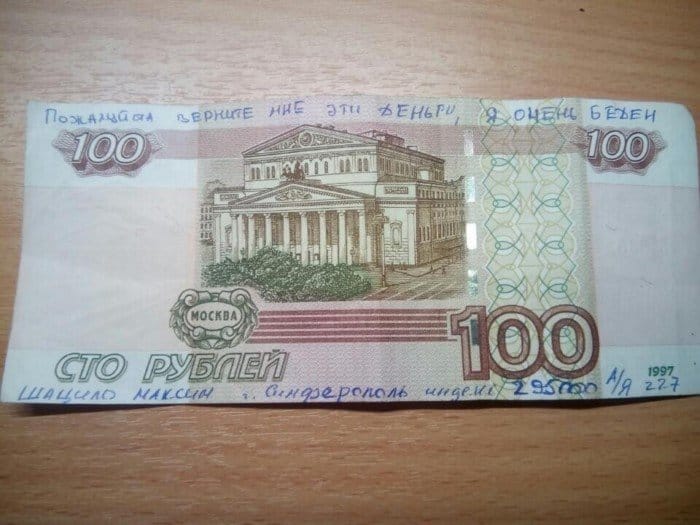 ПОЖАЛУЙСТА ВЕРНИТЕ МНЕ ЭТИ ДЕНЬГИ, Я ОЧЕНЬ БЕДЕН
100
100
МОСКВА
100
СТО РУБЛЕЙ
1997
ШАЦИЛО МАКСИМ г. Симферополь индекс 295000 А/Я 227